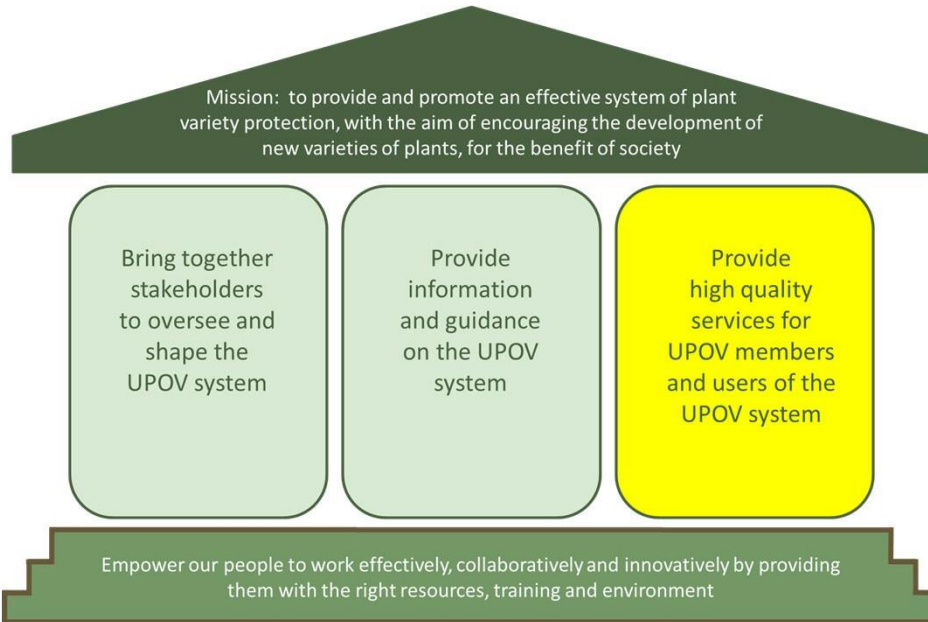 Mission:  to provide and promote an effective system of plant
variety protection, with the aim of encouraging the development of
new varieties of plants, for the benefit of society
Bring together
stakeholders
to oversee and
shape the
UPOV system
Provide
information
and guidance
on the UPOV
system
Provide
high quality
services for
UPOV members
and users of the
UPOV system
Empower our people to work effectively, collaboratively and innovatively by providing
them with the right resources, training and environment